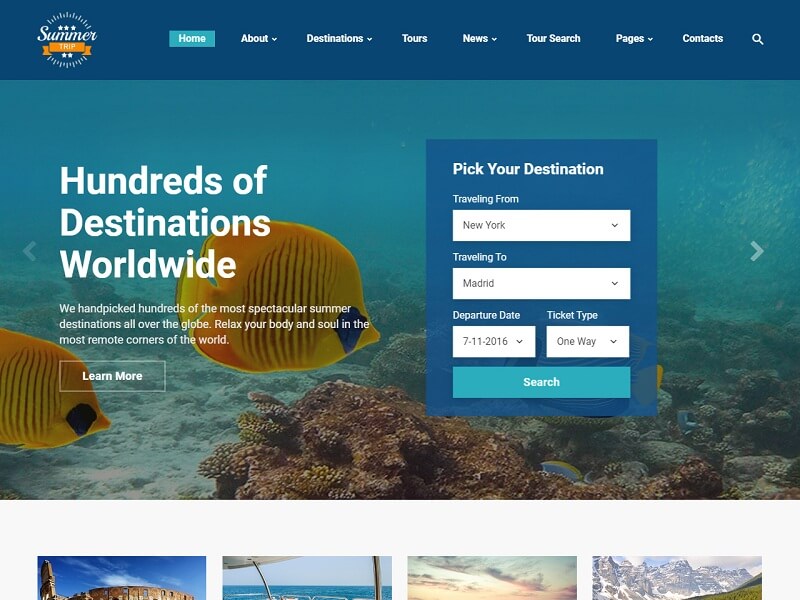 Summer
TRIP
Home
About
Destinations
Tours
News
Tour Search
Pages
Contacts
Hundreds of
Destinations
Worldwide
We handpicked hundreds of the most spectacular summer
destinations all over the globe. Relax your body and soul in the
most remote corners of the world.
Learn More
Pick Your Destination
Traveling From
New York
Traveling To
Madrid
Departure Date
Ticket Type
7-11-2016
One Way
Search